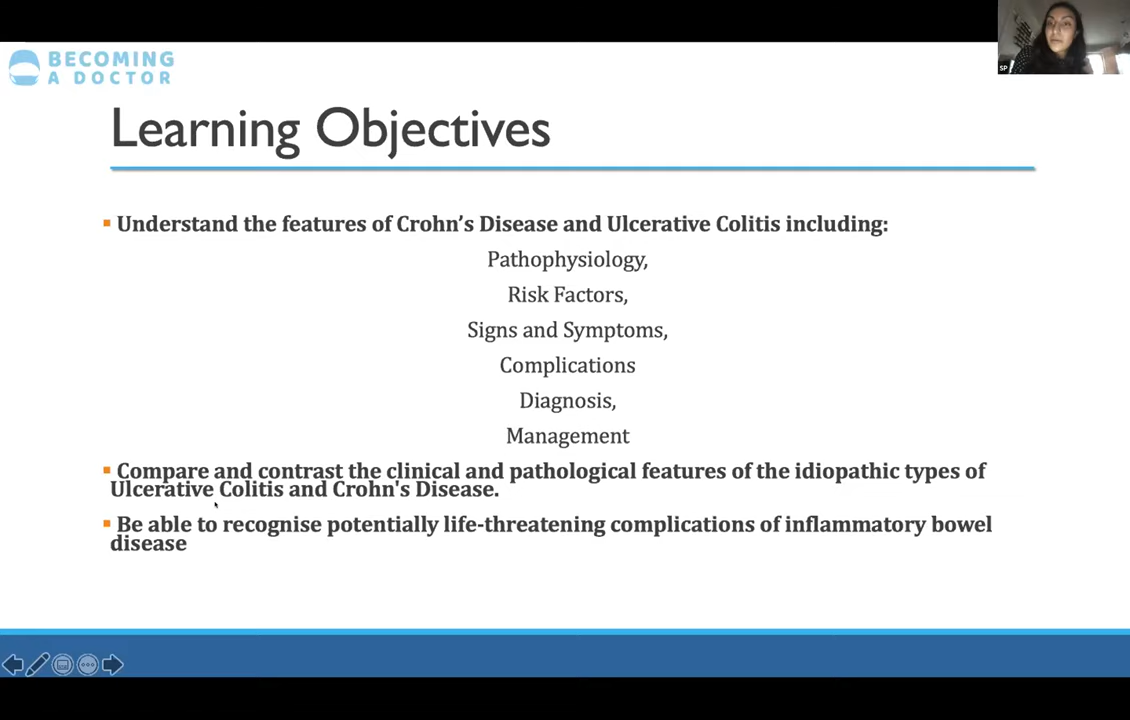 BECOMING
A DOCTOR
SP
Learning Objectives
▪ Understand the features of Crohn’s Disease and Ulcerative Colitis including:
Pathophysiology,
Risk Factors,
Signs and Symptoms,
Complications
Diagnosis,
Management
▪ Compare and contrast the clinical and pathological features of the idiopathic types of
Ulcerative Colitis and Crohn's Disease.
▪ Be able to recognise potentially life-threatening complications of inflammatory bowel
disease